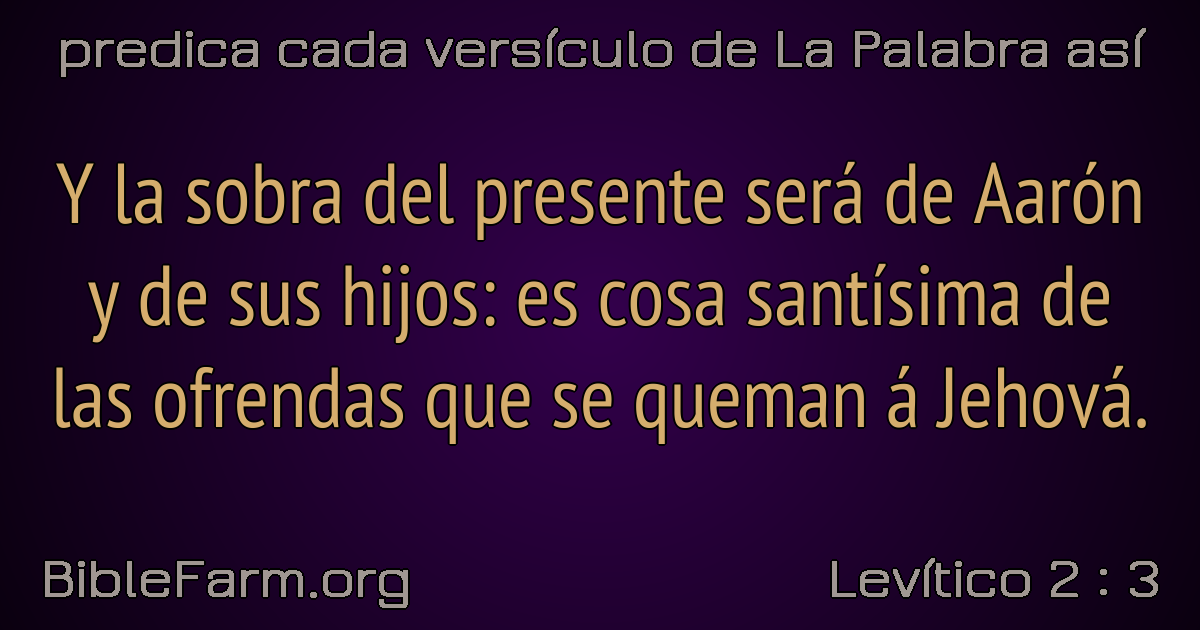 predica cada versículo de La Palabra así
Y la sobra del presente será de Aarón
y de sus hijos: es cosa santísima de
las ofrendas que se queman á Jehová.
BibleFarm.org
Levítico 2 : 3